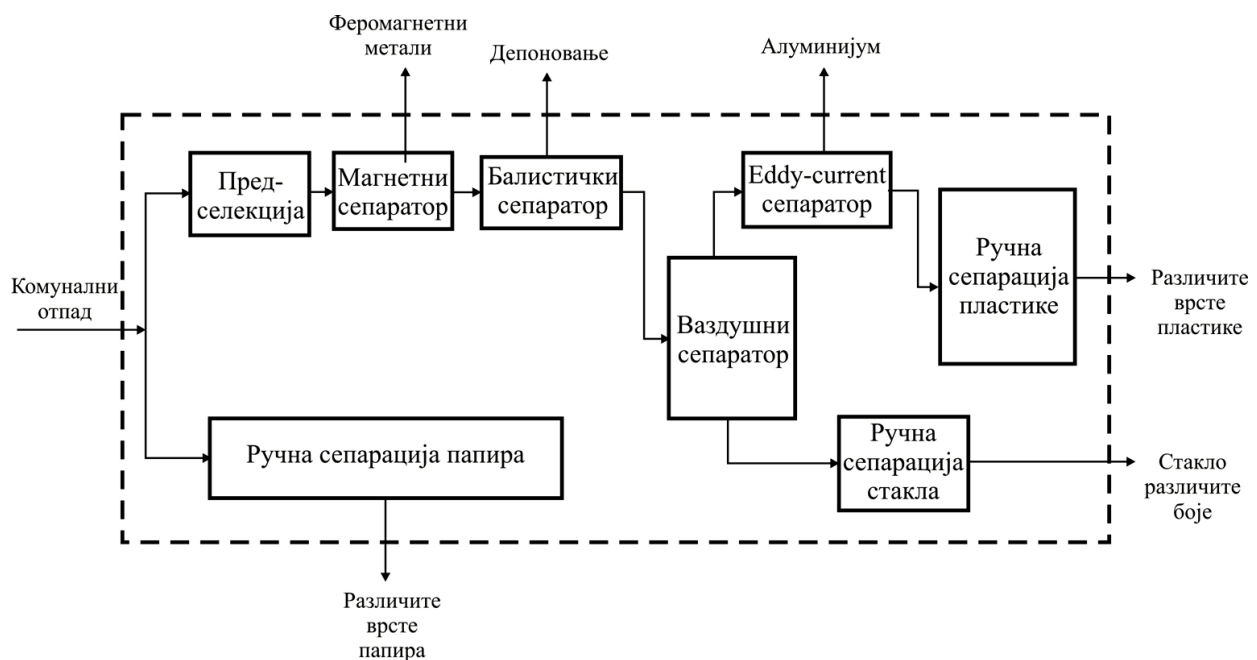 Феромагнетни
метали
Депоновање
Алуминијум
Пред-
селекција
Магнетни
сепаратор
Балистички
сепаратор
Eddy-current
сепаратор
Ручна
сепарација
пластике
Комунални
отпад
Различите
врсте
пластике
Ваздушни
сепаратор
Ручна сепарација папира
Ручна
сепарација
стакла
Стакло
различите
боје
Различите
врсте
папира